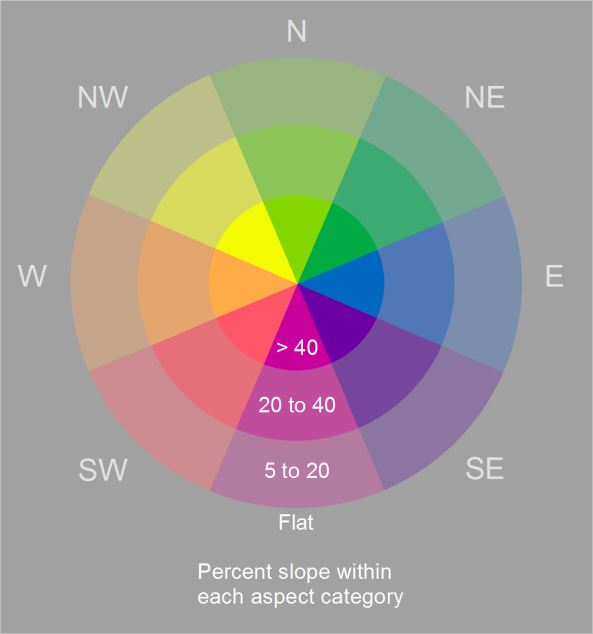 N
NW
NE
W
E
> 40
20 to 40
SW
5 to 20
SE
Flat
Percent slope within
each aspect category